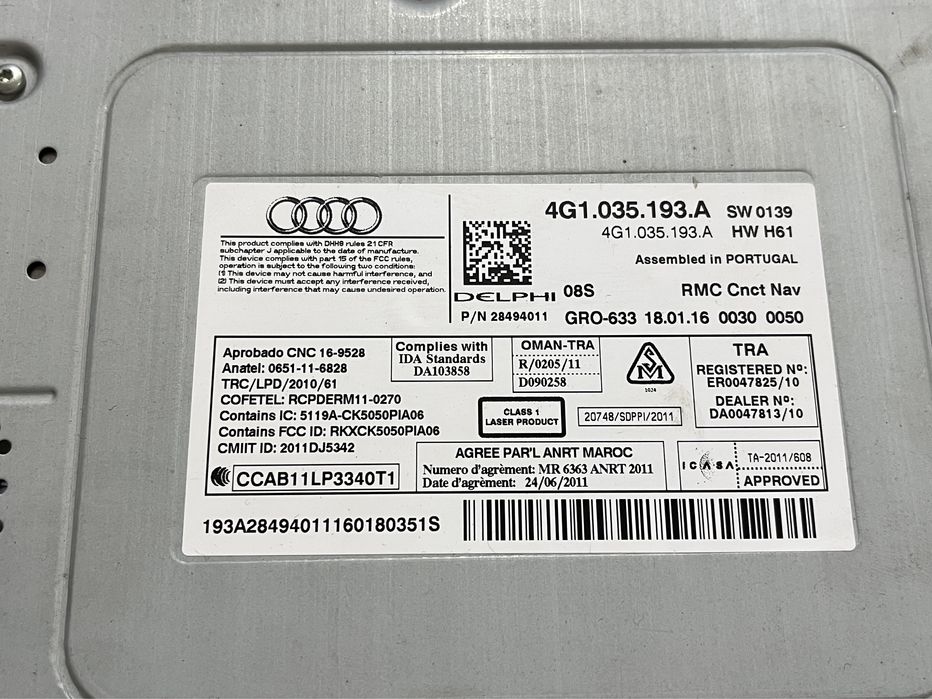 This product complies with DHHS rules 21 CFR
subchapter J applicable to the date of manufacture.
This device complies with part 15 of the FCC rules,
operation is subject to the following two conditions:
(1) This device may not cause harmful interference, and
(2) This device must accept any interference received,
including interference that may cause undesired operation.
DELPHI 08S
P/N 28494011
4G1.035.193.A SW 0139
4G1.035.193.A HW H61
Assembled in PORTUGAL
RMC Cnct Nav
GRO-633 18.01.16 0030 0050
Aprobado CNC 16-9528
Anatel: 0651-11-6828
TRC/LPD/2010/61
COFETEL: RCPDERM11-0270
Contains IC: 5119A-CK5050PIA06
Contains FCC ID: RKXCK5050PIA06
CMIIT ID: 2011DJ5342
CCAB11LP3340T1
Complies with
IDA Standards
DA103858
OMAN-TRA
R/0205/11
D090258
SM
1024
TRA
REGISTERED Nº:
ER0047825/10
DEALER Nº:
DA0047813/10
CLASS 1
LASER PRODUCT
20748/SDPPI/2011
AGREE PAR'L ANRT MAROC
Numero d'agrément: MR 6363 ANRT 2011
Date d'agrément: 24/06/2011
ICASA
TA-2011/608
APPROVED
193A28494011160180351S